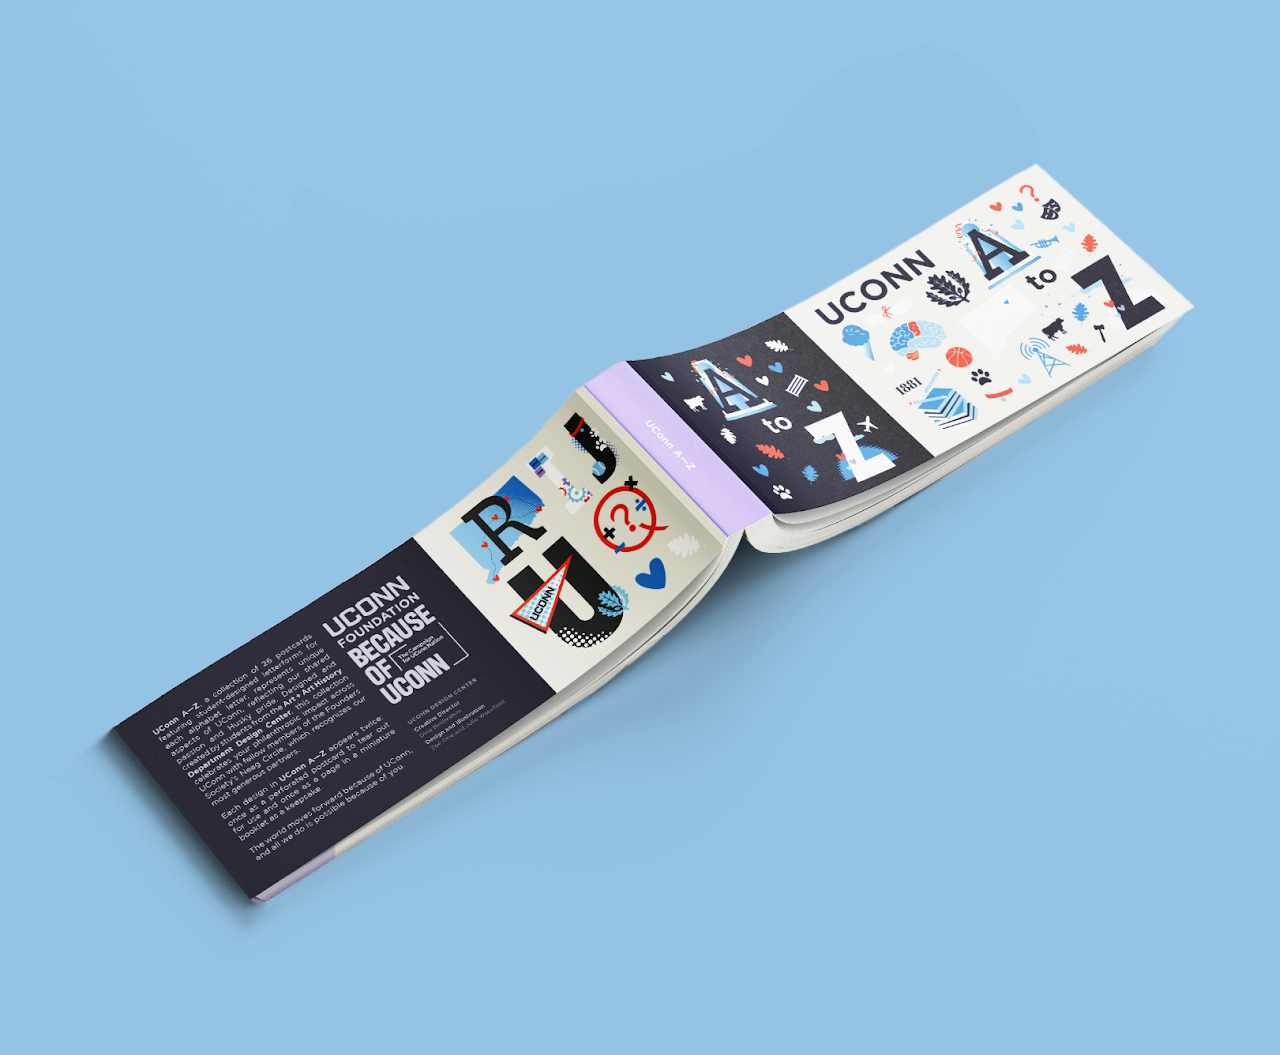 UConn A—Z, a collection of 26 postcards
featuring student-designed letterforms for
each alphabet letter, represents unique
aspects of UConn, reflecting our shared
passion and Husky pride. Designed and
created by students from the Art + Art History
Department Design Center, this collection
celebrates your philanthropic impact across
UConn with fellow members of the Founders
Society's Neag Circle, which recognizes our
most generous partners.
Each design in UConn A—Z appears twice:
once as a perforated postcard to tear out
for use and once as a page in a miniature
booklet as a keepsake.
The world moves forward because of UConn,
and all we do is possible because of you.
UCONN
FOUNDATION
BECAUSE
OF
UCONN
The Campaign
for UConn Nation
UCONN DESIGN CENTER
Creative Director
Design and Illustration
Zoe One and Julie Wakefield
R
I
J
Q
?
U
UCONN
UConn A—Z
A
to
Z
UCONN
A
to
Z
?
1881